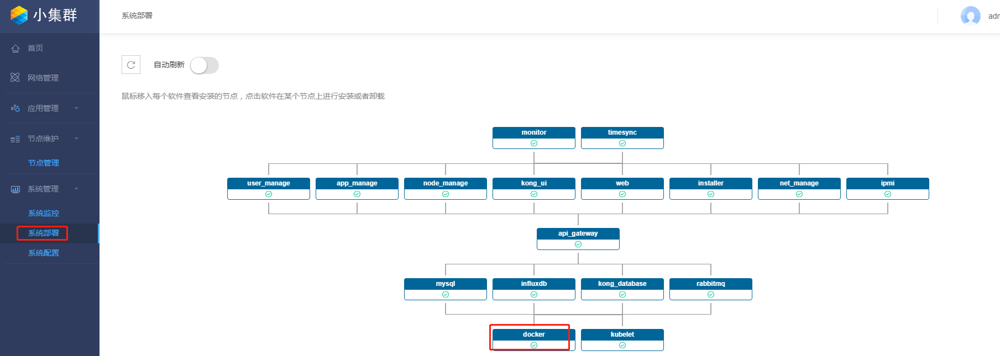 小集群
系统部署
adm
首页
网络管理
应用管理
节点维护
节点管理
系统管理
系统监控
系统部署
系统配置
自动刷新
鼠标移入每个软件查看安装的节点，点击软件在某个节点上进行安装或者卸载
monitor
timesync
user_manage
app_manage
node_manage
kong_ui
web
installer
net_manage
ipmi
api_gateway
mysql
influxdb
kong_database
rabbitmq
docker
kubelet